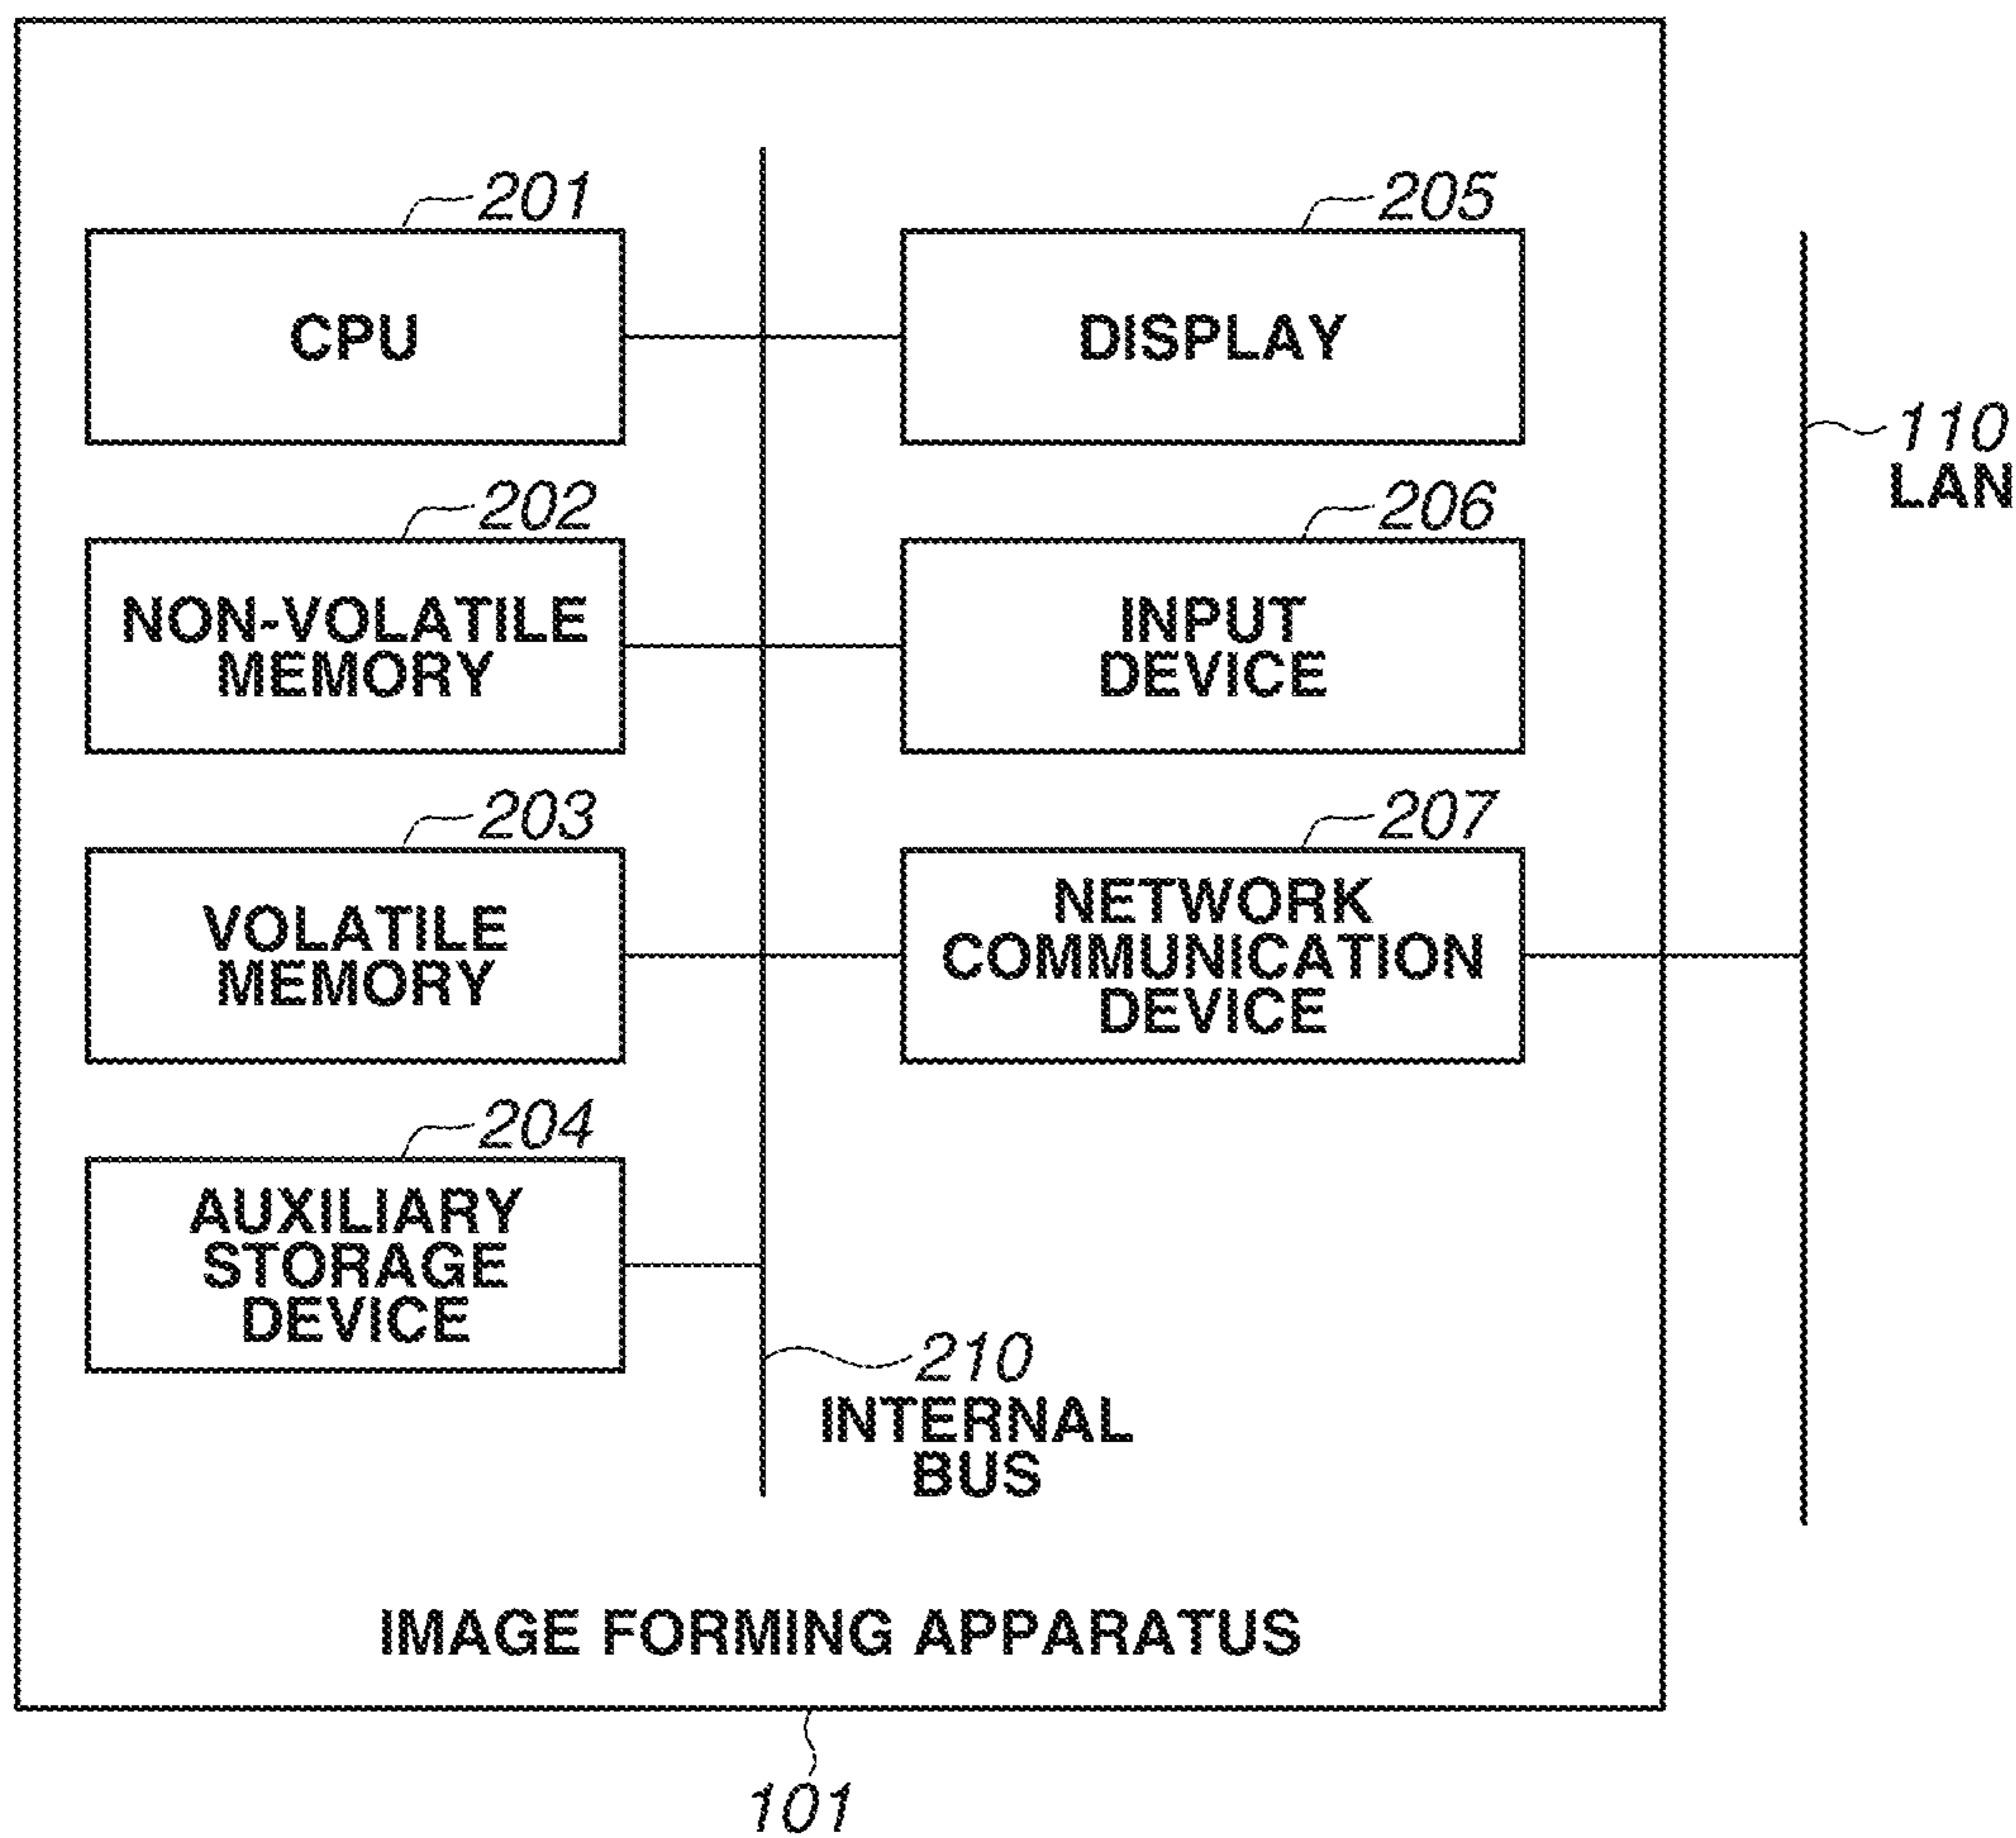 201
CPU
205
DISPLAY
110
LAN
202
NON-VOLATILE
MEMORY
206
INPUT
DEVICE
203
VOLATILE
MEMORY
207
NETWORK
COMMUNICATION
DEVICE
204
AUXILIARY
STORAGE
DEVICE
210
INTERNAL
BUS
IMAGE FORMING APPARATUS
101